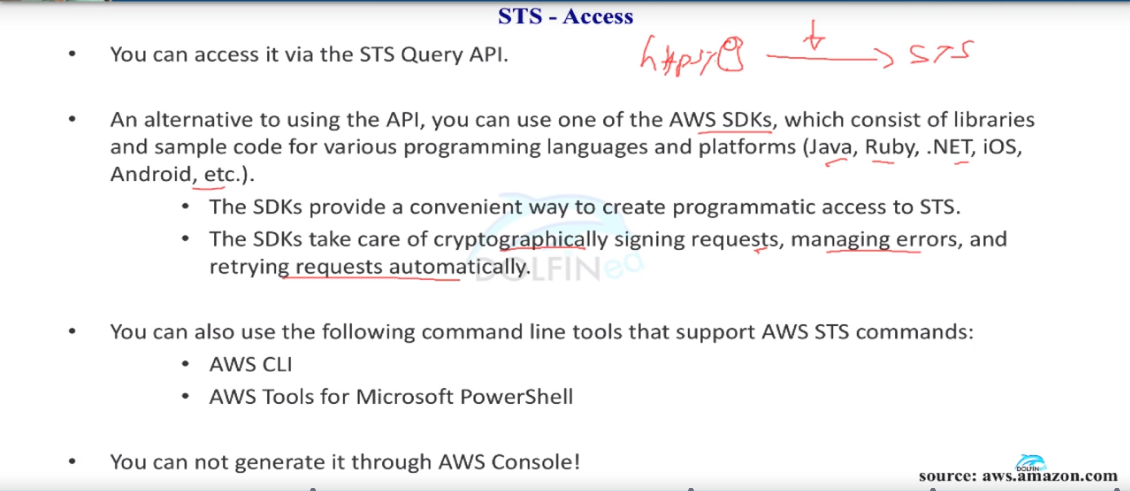 STS - Access
• You can access it via the STS Query API.
https:// STS
• An alternative to using the API, you can use one of the AWS SDKs, which consist of libraries
and sample code for various programming languages and platforms (Java, Ruby, .NET, iOS,
Android, etc.).
• The SDKs provide a convenient way to create programmatic access to STS.
• The SDKs take care of cryptographically signing requests, managing errors, and
retrying requests automatically.
DOLFINed
• You can also use the following command line tools that support AWS STS commands:
• AWS CLI
• AWS Tools for Microsoft PowerShell
• You can not generate it through AWS Console!
DOLFIN
source: aws.amazon.com